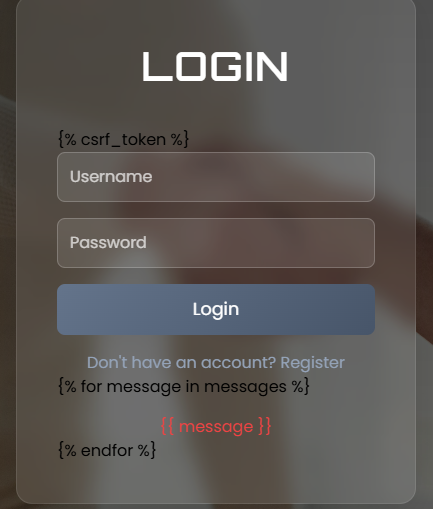 LOGIN
{% csrf_token %}
Username
Password
Login
Don't have an account? Register
{% for message in messages %}
{{ message }}
{% endfor %}